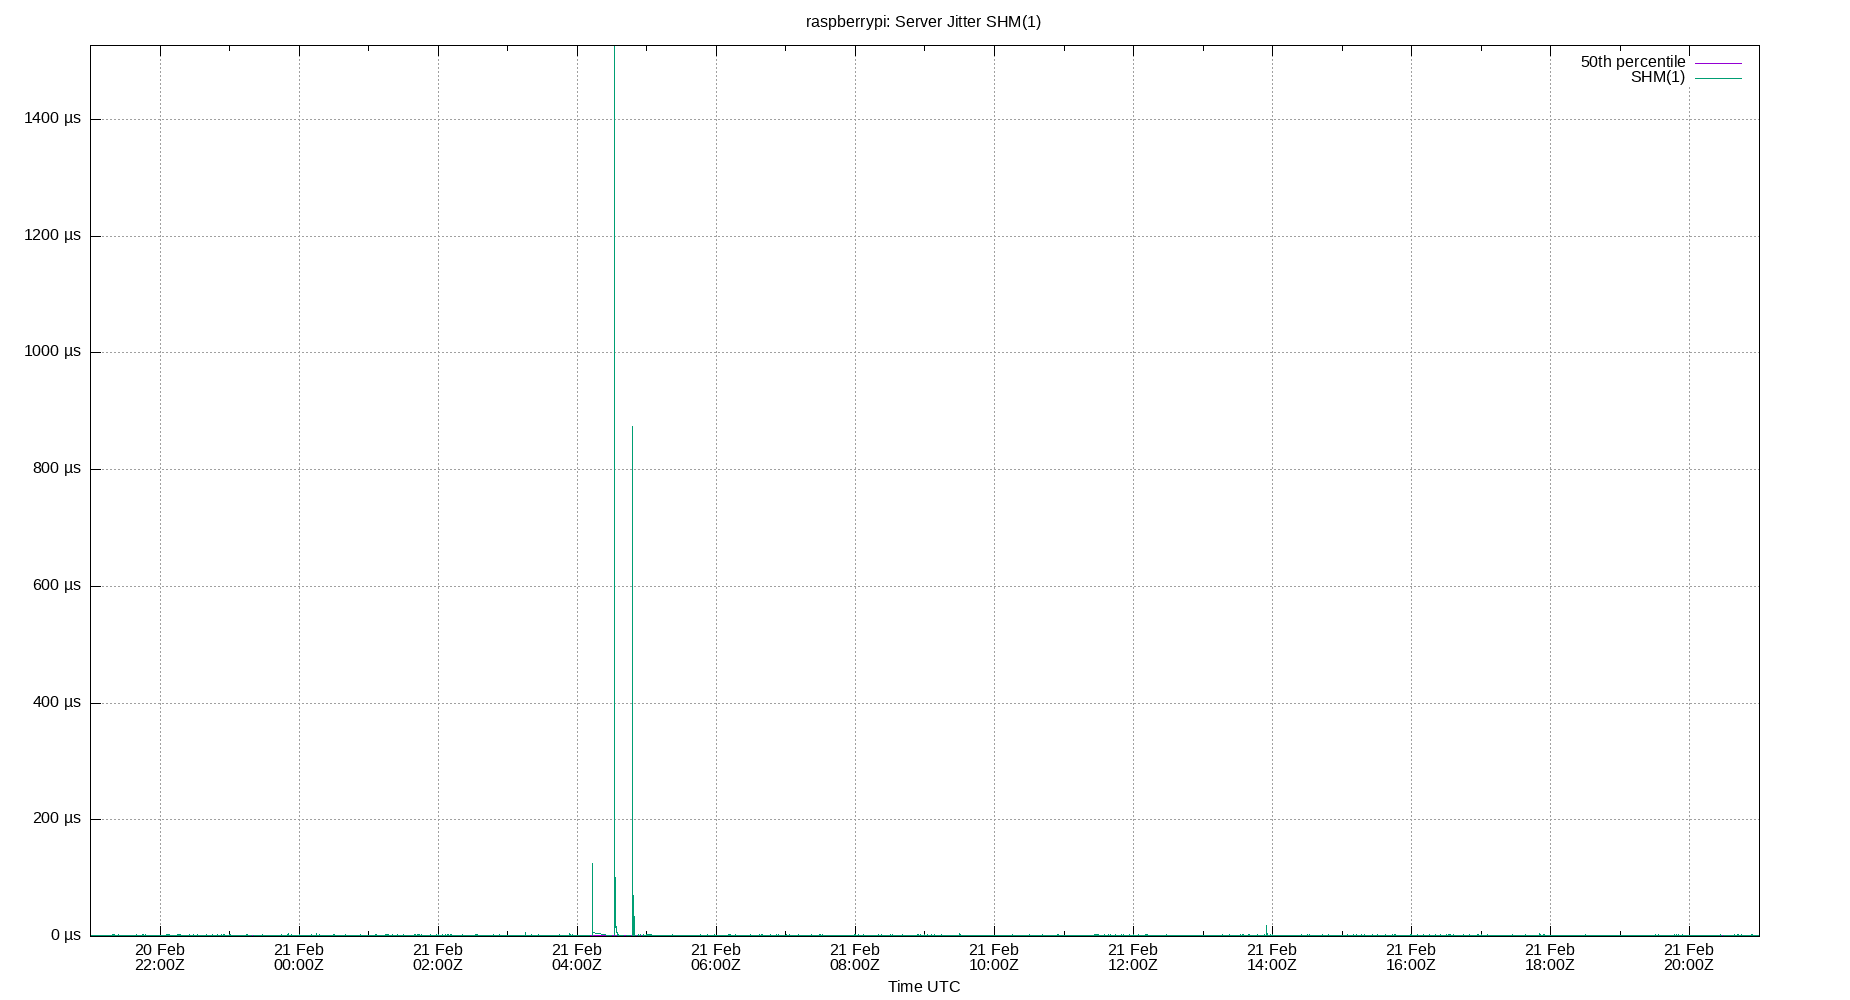 raspberrypi: Server Jitter SHM(1)
50th percentile
SHM(1)
1400 µs
1200 µs
1000 µs
800 µs
600 µs
400 µs
200 µs
0 µs
20 Feb 21 Feb 21 Feb 21 Feb 21 Feb 21 Feb 21 Feb 21 Feb 21 Feb 21 Feb 21 Feb 21 Feb
22:00Z 00:00Z 02:00Z 04:00Z 06:00Z 08:00Z 10:00Z 12:00Z 14:00Z 16:00Z 18:00Z 20:00Z
Time UTC